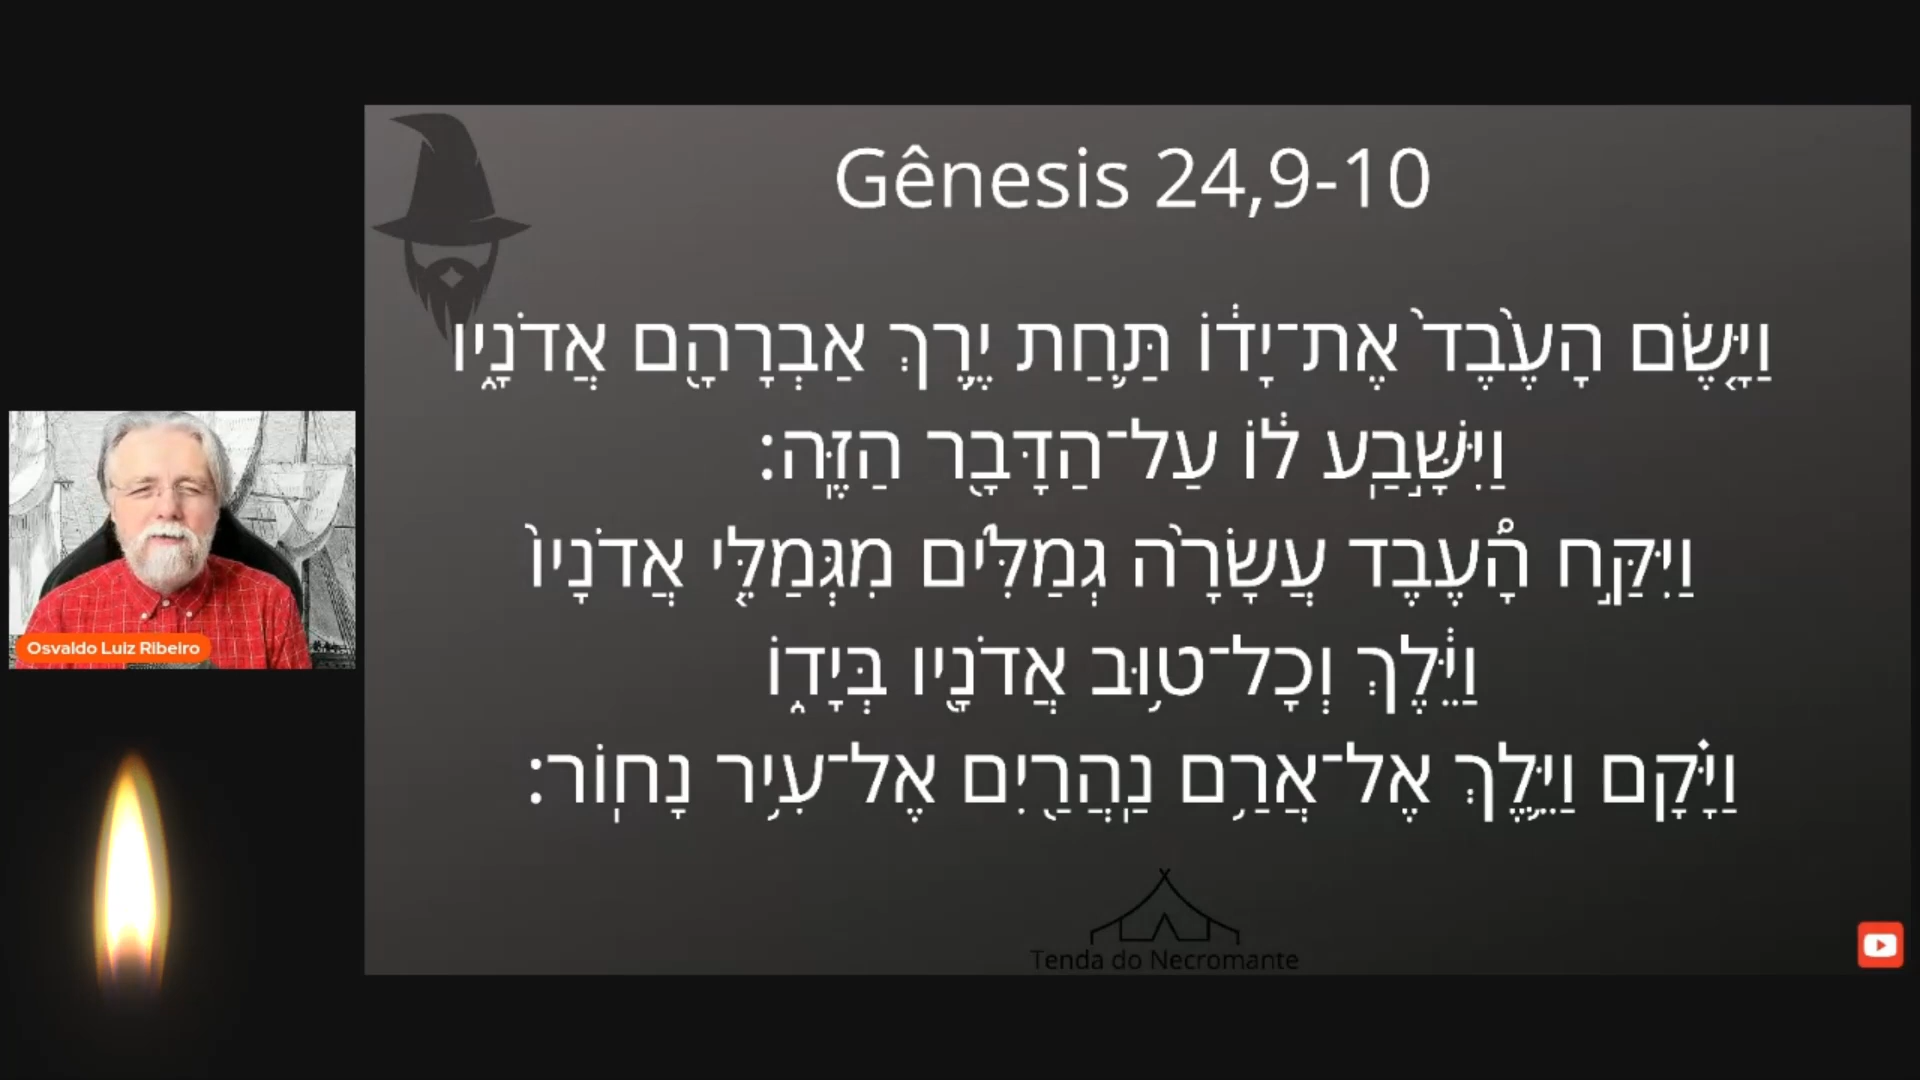 Gênesis 24,9-10
וַיָּ֤שֶׂם הָעֶ֙בֶד֙ אֶת־יָד֔וֹ תַּ֛חַת יֶ֥רֶךְ אַבְרָהָ֖ם אֲדֹנָ֑יו
וַיִּשָּׁ֣בַֽע ל֔וֹ עַל־הַדָּבָ֖ר הַזֶּֽה׃
וַיִּקַּ֣ח הָ֠עֶבֶד עֲשָׂרָ֨ה גְמַלִּ֜ים מִגְּמַלֵּ֤י אֲדֹנָיו֙
וַיֵּ֔לֶךְ וְכָל־ט֥וּב אֲדֹנָ֖יו בְּיָד֑וֹ
וַיָּ֗קָם וַיֵּ֛לֶךְ אֶל־אֲרַ֥ם נַֽהֲרַ֖יִם אֶל־עִ֥יר נָחֽוֹר׃
Osvaldo Luiz Ribeiro
Tenda do Necromante